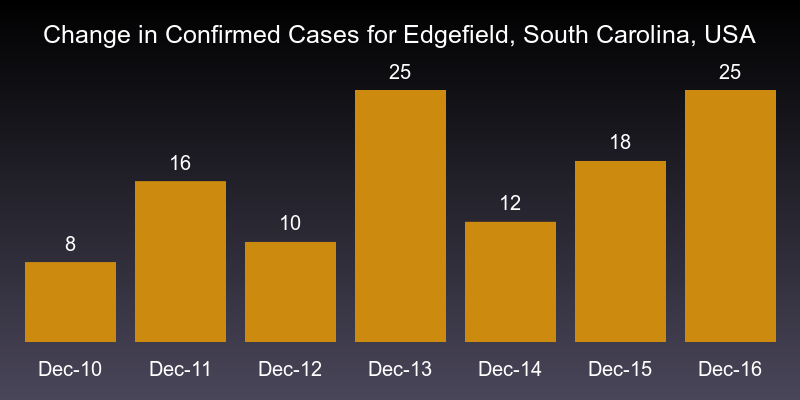 Change in Confirmed Cases for Edgefield, South Carolina, USA
8
16
10
25
12
18
25
Dec-10
Dec-11
Dec-12
Dec-13
Dec-14
Dec-15
Dec-16